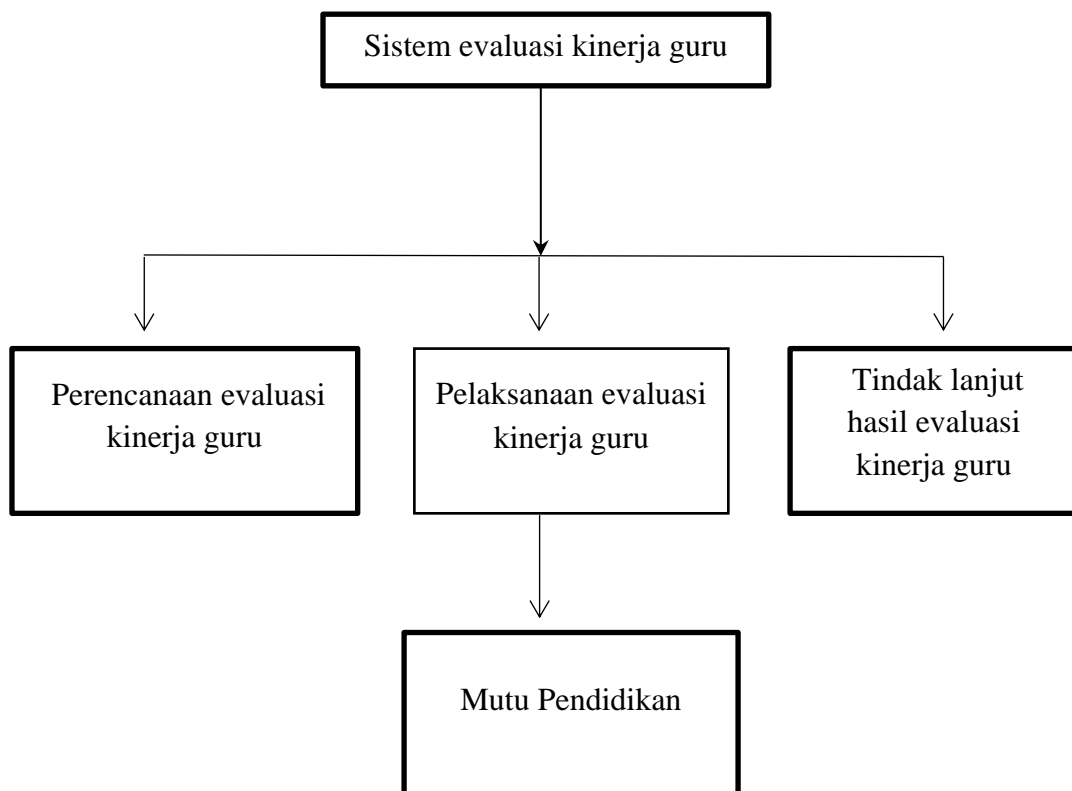 Sistem evaluasi kinerja guru
Perencanaan evaluasi
kinerja guru
Pelaksanaan evaluasi
kinerja guru
Tindak lanjut
hasil evaluasi
kinerja guru
Mutu Pendidikan